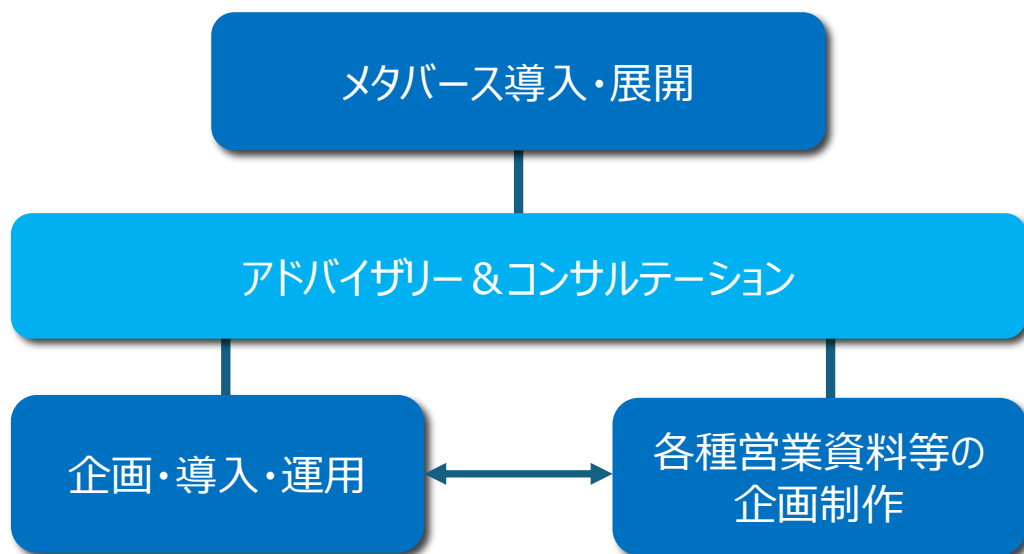 メタバース導入・展開
アドバイザリー＆コンサルテーション
企画・導入・運用
各種営業資料等の
企画制作